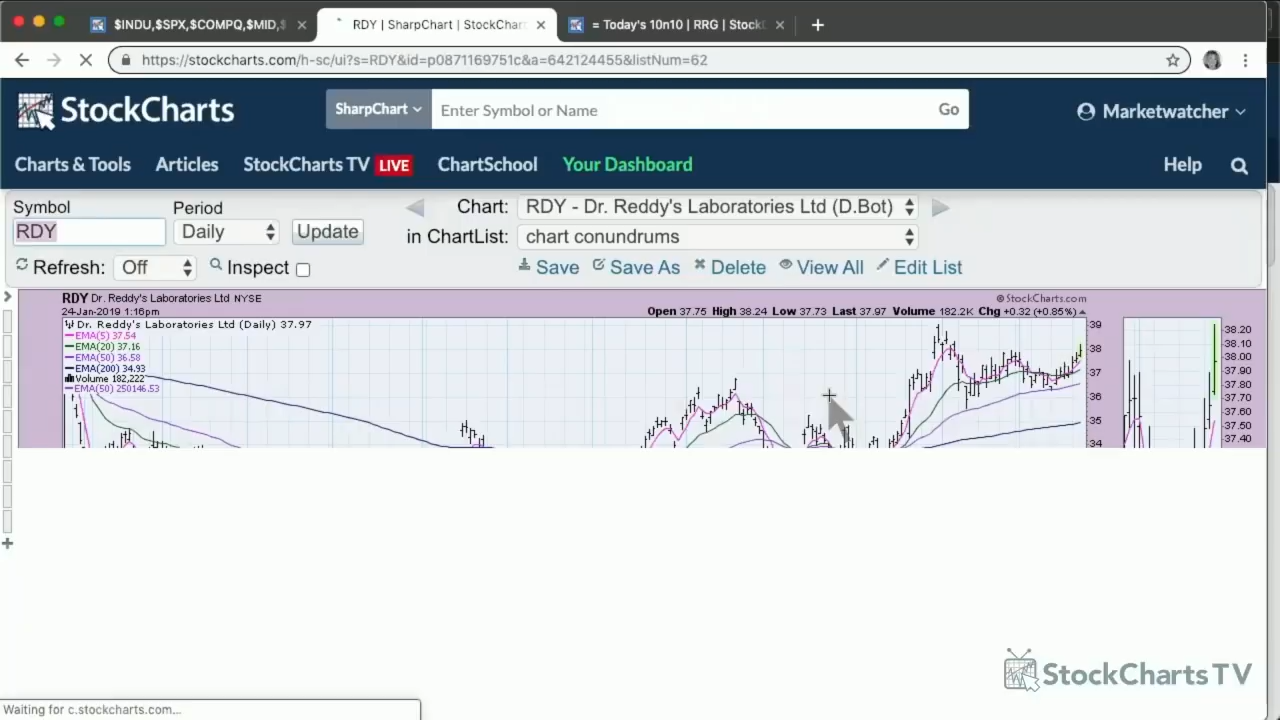 $INDU,$SPX,$COMPQ,$MID,$
RDY | SharpChart | StockChar
= Today's 10n10 | RRG | Stock
https://stockcharts.com/h-sc/ui?s=RDY&id=p0871169751c&a=642124455&listNum=62
StockCharts
SharpChart
Enter Symbol or Name
Go
Marketwatcher
Charts & Tools
Articles
StockCharts TV LIVE
ChartSchool
Your Dashboard
Help
Symbol
Period
Chart: RDY - Dr. Reddy's Laboratories Ltd (D.Bot)
RDY
Daily
Update
in ChartList: chart conundrums
Refresh: Off
Inspect
Save
Save As
Delete
View All
Edit List
RDY Dr. Reddy's Laboratories Ltd NYSE
© StockCharts.com
24-Jan-2019 1:16pm
Open 37.75 High 38.24 Low 37.73 Last 37.97 Volume 182.2K Chg +0.32 (+0.85%)
Dr. Reddy's Laboratories Ltd (Daily) 37.97
EMA(5) 37.54
EMA(20) 37.16
EMA(50) 36.58
EMA(200) 34.93
Volume 182,222
EMA(50) 250146.53
39
38
37
36
35
34
38.20
38.10
38.00
37.90
37.80
37.70
37.60
37.50
37.40
StockChartsTV
Waiting for c.stockcharts.com...